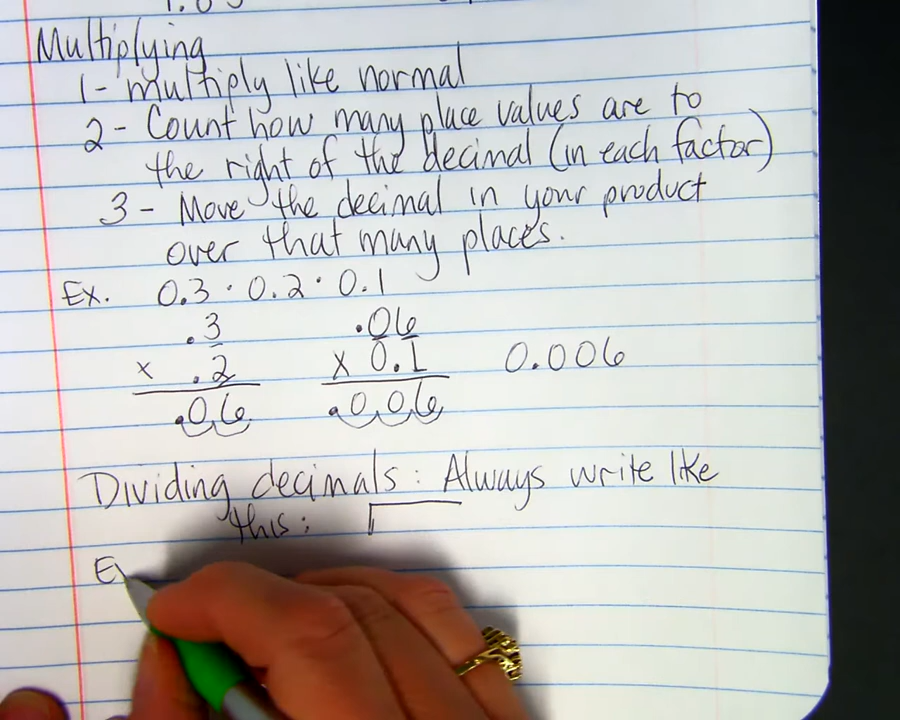 Multiplying
1- multiply like normal
2- Count how many place values are to
the right of the decimal (in each factor)
3- Move the decimal in your product
over that many places.
Ex. 0.3 · 0.2 · 0.1
.3 .06
x .2 x 0.1 0.006
.06 .006
Dividing decimals: Always write like
this:
Ex